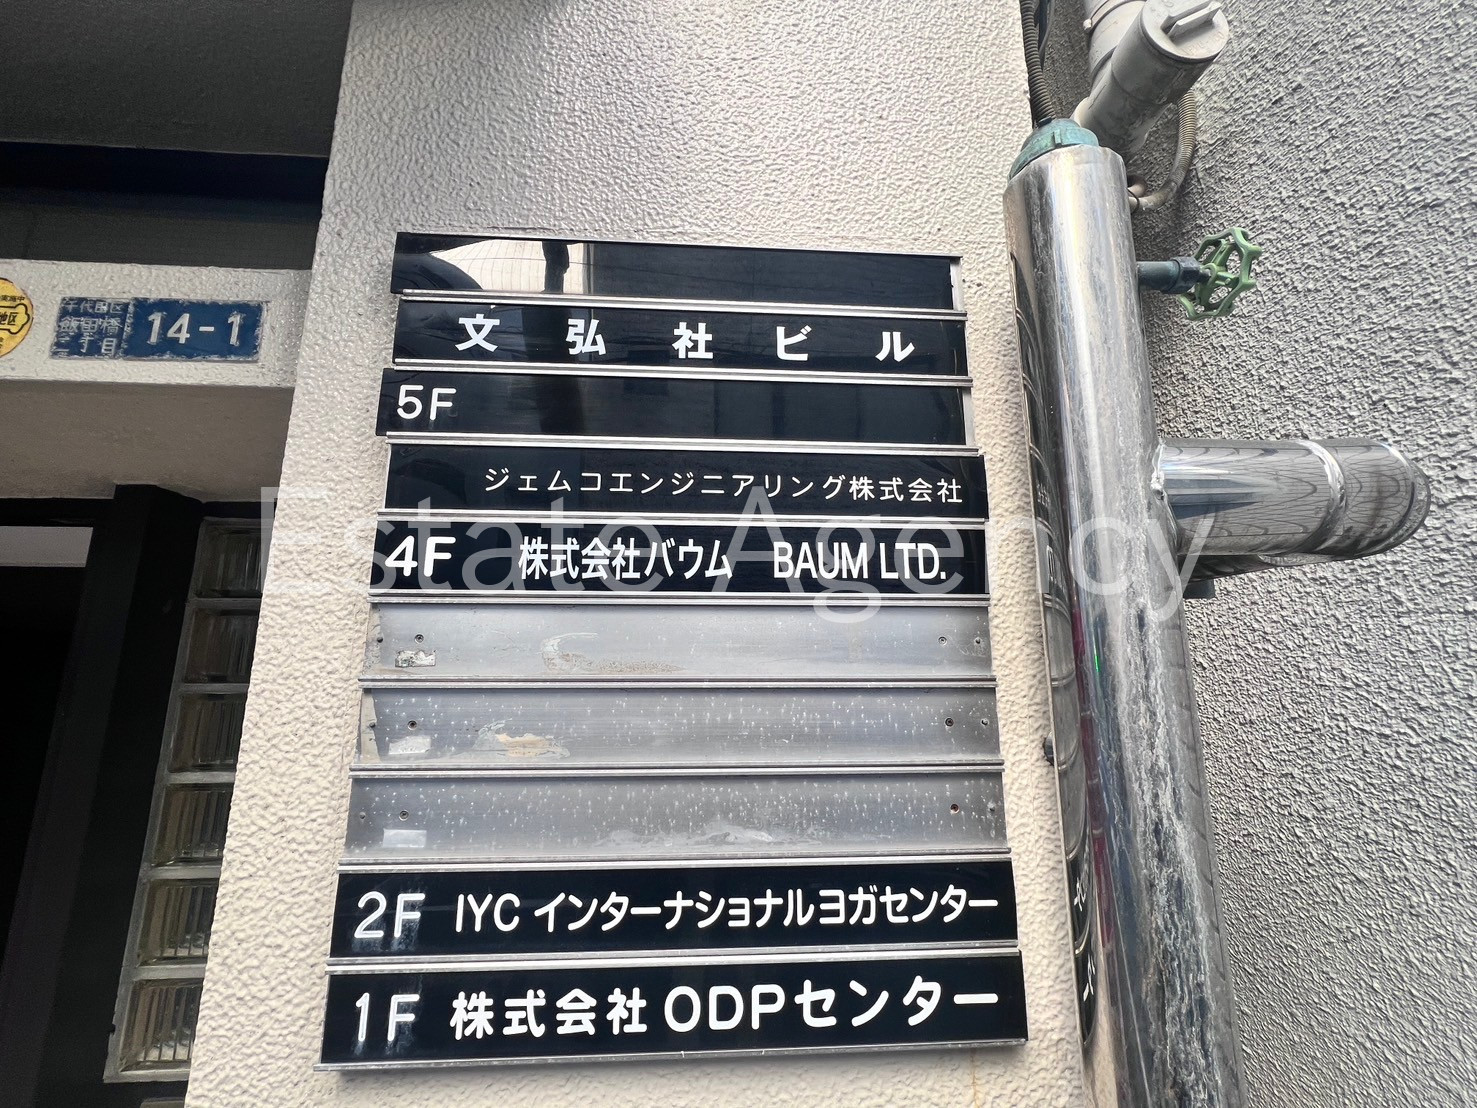 文弘社ビル
5F
ジェムコエンジニアリング株式会社
4F 株式会社バウム BAUM LTD.
2F IYC インターナショナルヨガセンター
1F 株式会社 ODPセンター
千代田区
飯田橋
丁目
14-1
地区
Estate Agency